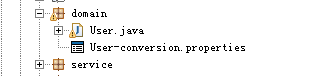 domain
User.java
User-conversion.properties
service